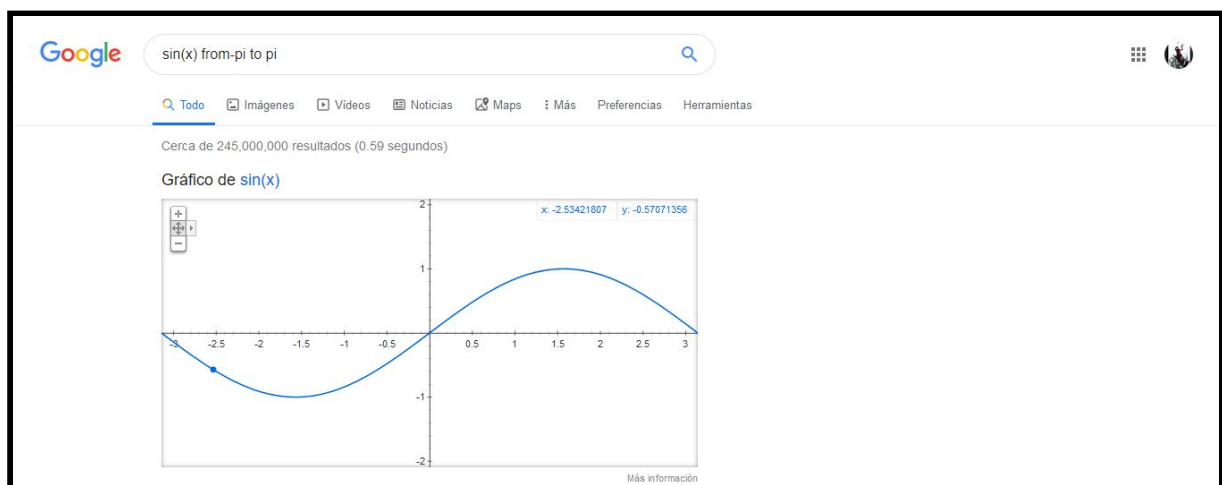 Google
sin(x) from-pi to pi
Todo Imágenes Vídeos Noticias Maps Más Preferencias Herramientas
Cerca de 245,000,000 resultados (0.59 segundos)
Gráfico de sin(x)
x: -2.53421807 y: -0.57071356
2
1
-3 -2.5 -2 -1.5 -1 -0.5 0.5 1 1.5 2 2.5 3
-1
-2
Más información